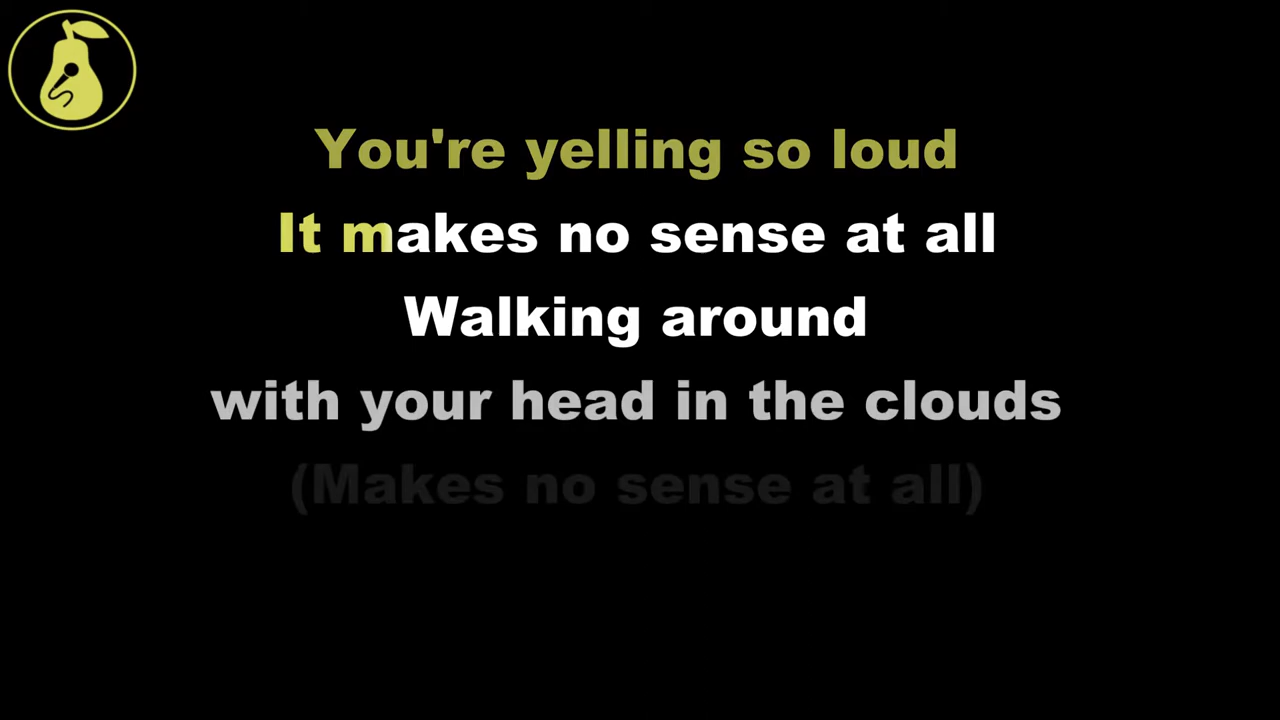 You're yelling so loud
It makes no sense at all
Walking around
with your head in the clouds
(Makes no sense at all)